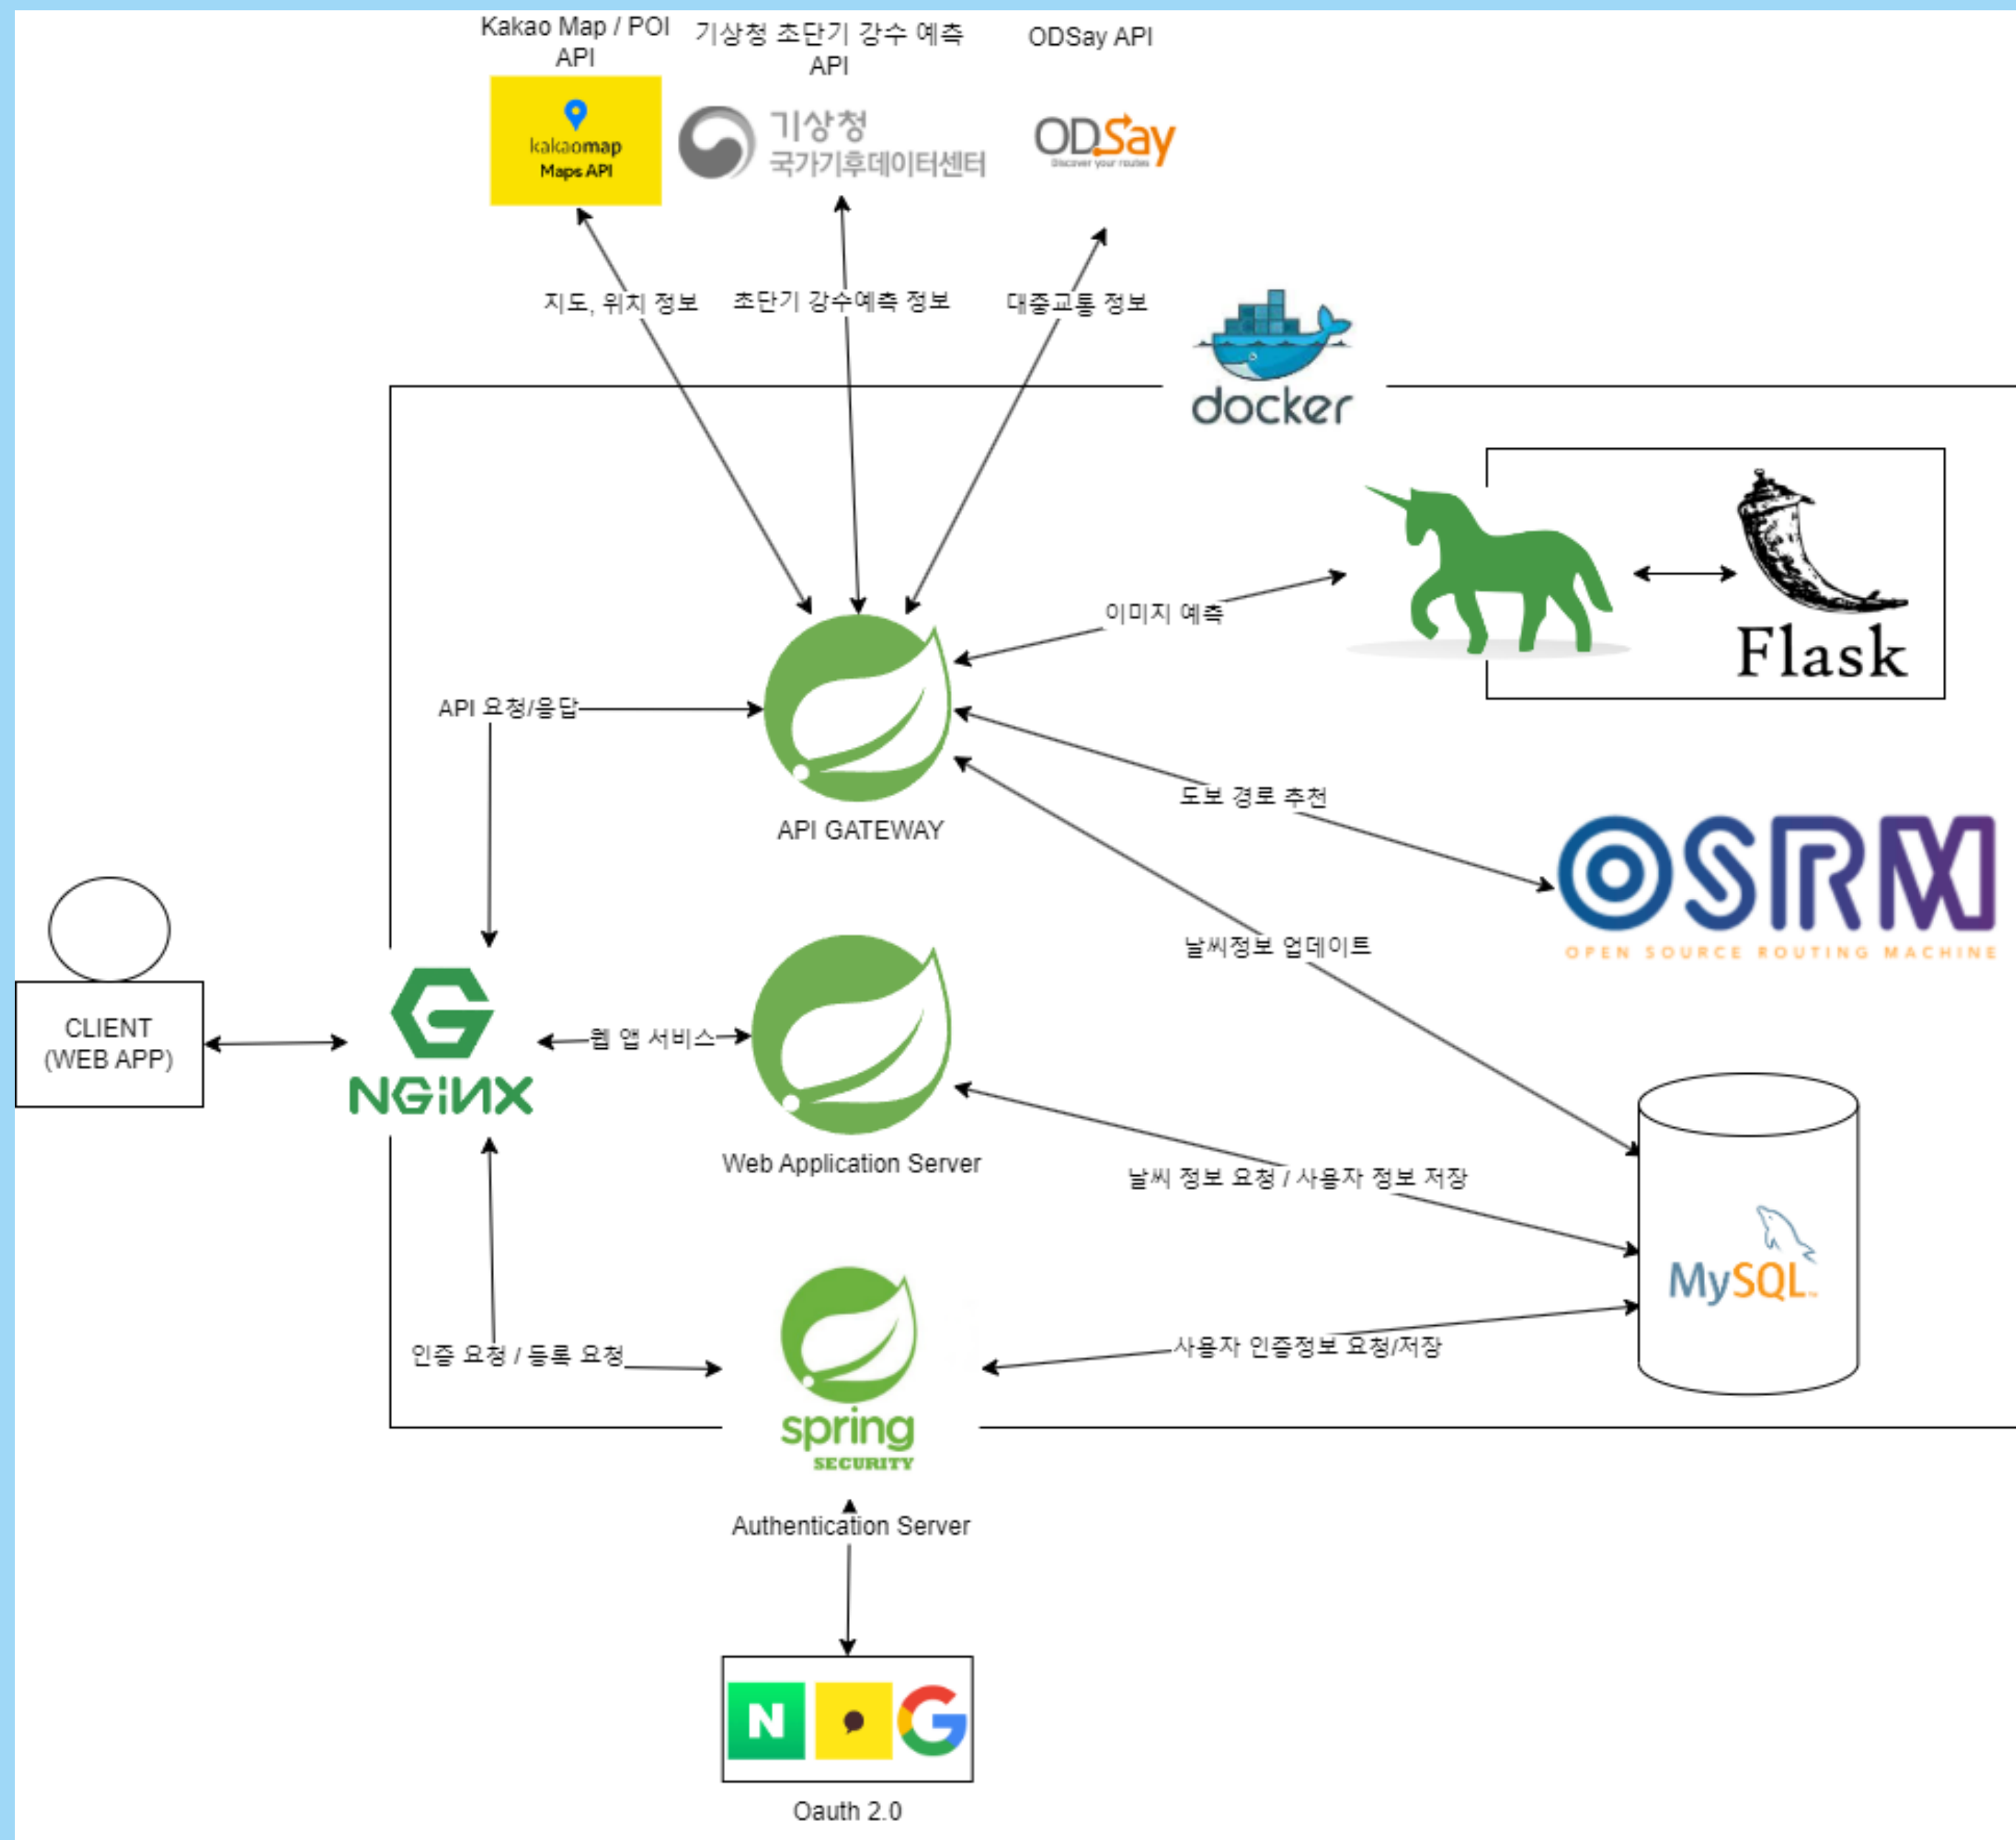 Kakao Map / POI
API
기상청 초단기 강수 예측
API
ODSay API
kakaomap
Maps API
기상청
국가기후데이터센터
ODSay
Discover your routes
지도, 위치 정보
초단기 강수예측 정보
대중교통 정보
docker
이미지 예측
Flask
API 요청/응답
API GATEWAY
도보 경로 추천
OSRM
OPEN SOURCE ROUTING MACHINE
날씨정보 업데이트
CLIENT
(WEB APP)
NGINX
웹 앱 서비스
Web Application Server
날씨 정보 요청 / 사용자 정보 저장
MySQL
인증 요청 / 등록 요청
사용자 인증정보 요청/저장
spring
SECURITY
Authentication Server
N
G
Oauth 2.0